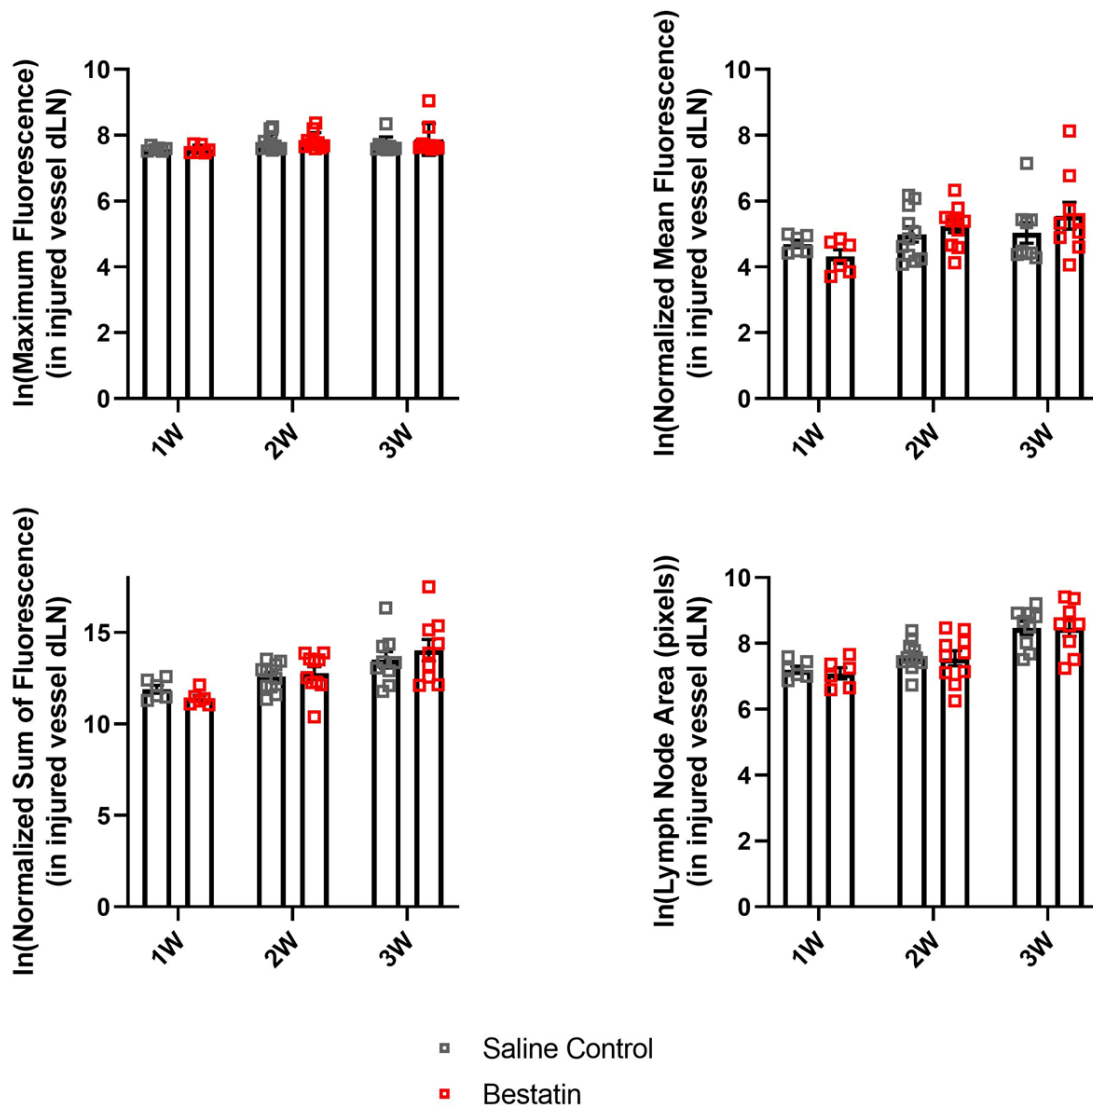 ln(Maximum Fluorescence)
(in injured vessel dLN)
10
8
6
4
2
0
1W
2W
3W
ln(Normalized Mean Fluorescence)
(in injured vessel dLN)
10
8
6
4
2
0
1W
2W
3W
ln(Normalized Sum of Fluorescence)
(in injured vessel dLN)
15
10
5
0
1W
2W
3W
ln(Lymph Node Area (pixels))
(in injured vessel dLN)
10
8
6
4
2
0
1W
2W
3W
Saline Control
Bestatin